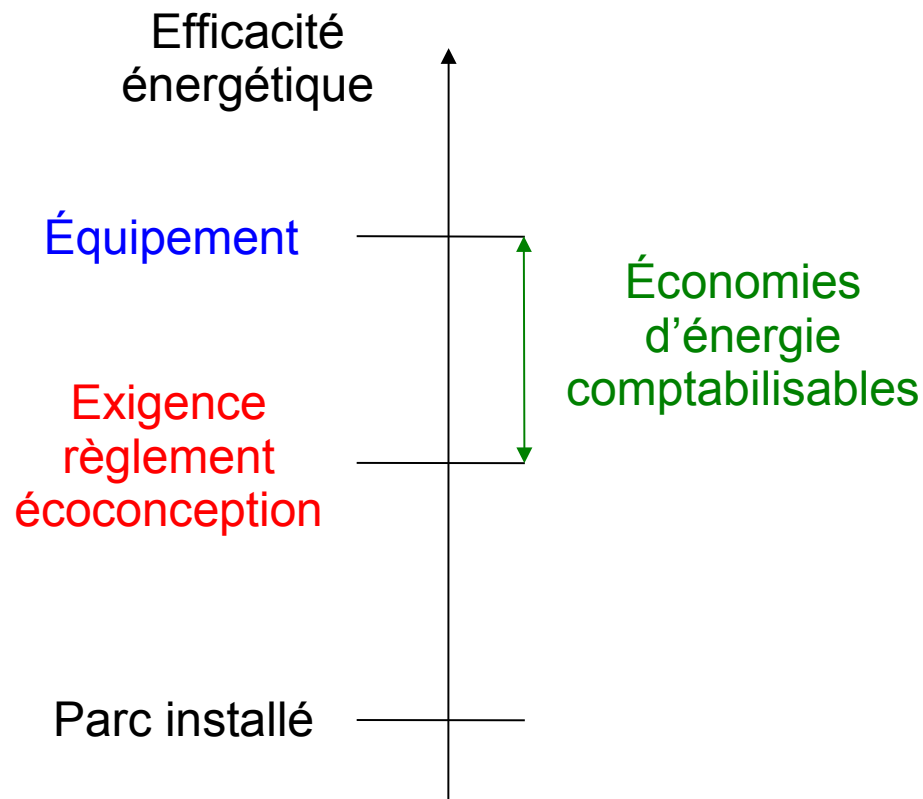 Efficacité
énergétique
Équipement
Économies
d’énergie
comptabilisables
Exigence
règlement
écoconception
Parc installé